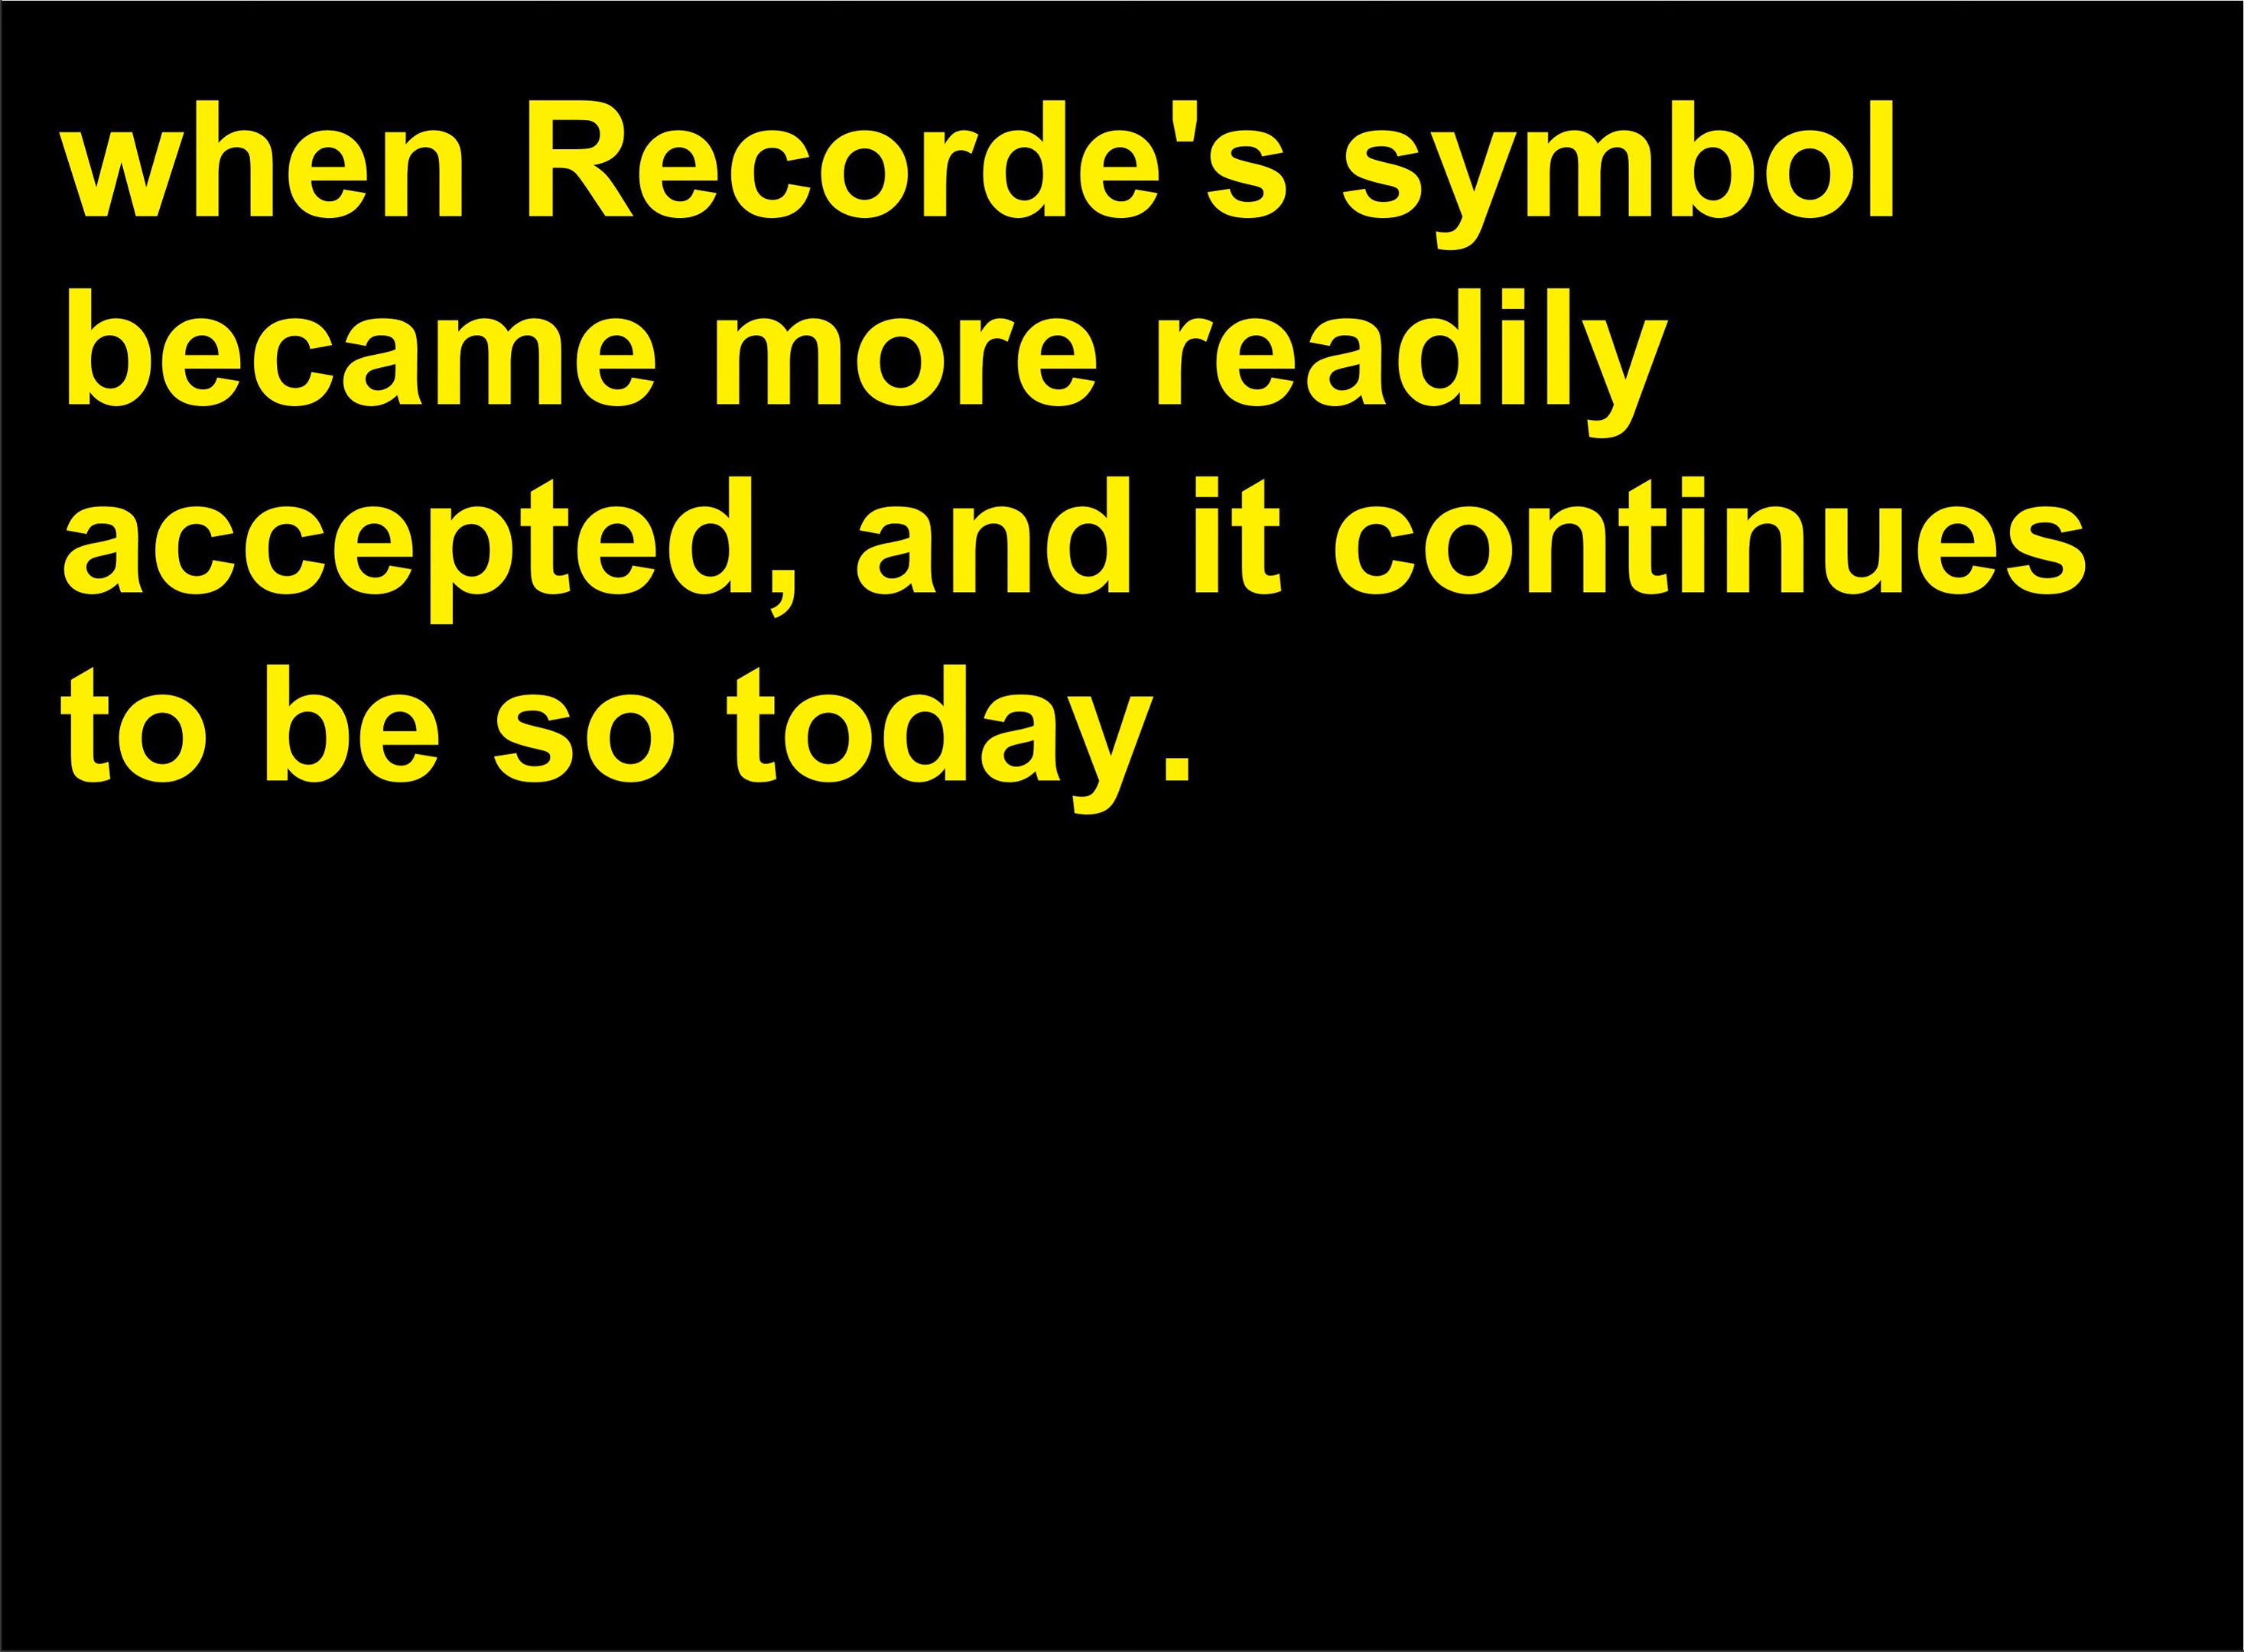 when Recorde's symbol
became more readily
accepted, and it continues
to be so today.